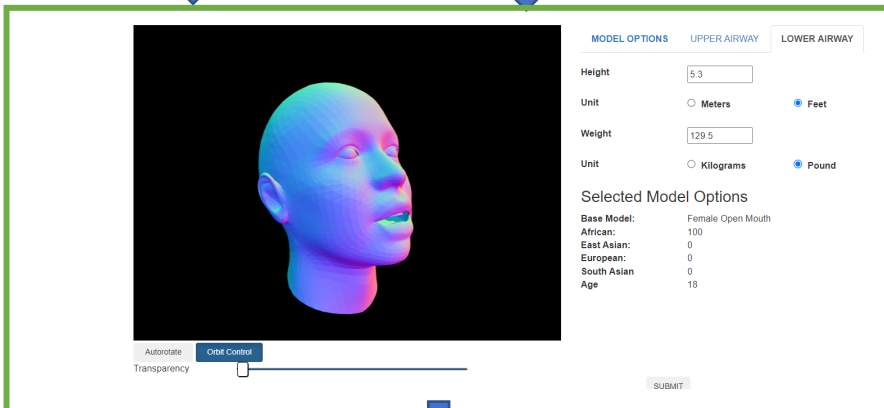 MODEL OPTIONS UPPER AIRWAY LOWER AIRWAY
Height 5.3
Unit Meters Feet
Weight 129.5
Unit Kilograms Pound
Selected Model Options
Base Model: Female Open Mouth
African: 100
East Asian: 0
European: 0
South Asian 0
Age 18
Autorotate Orbit Control
Transparency
SUBMIT